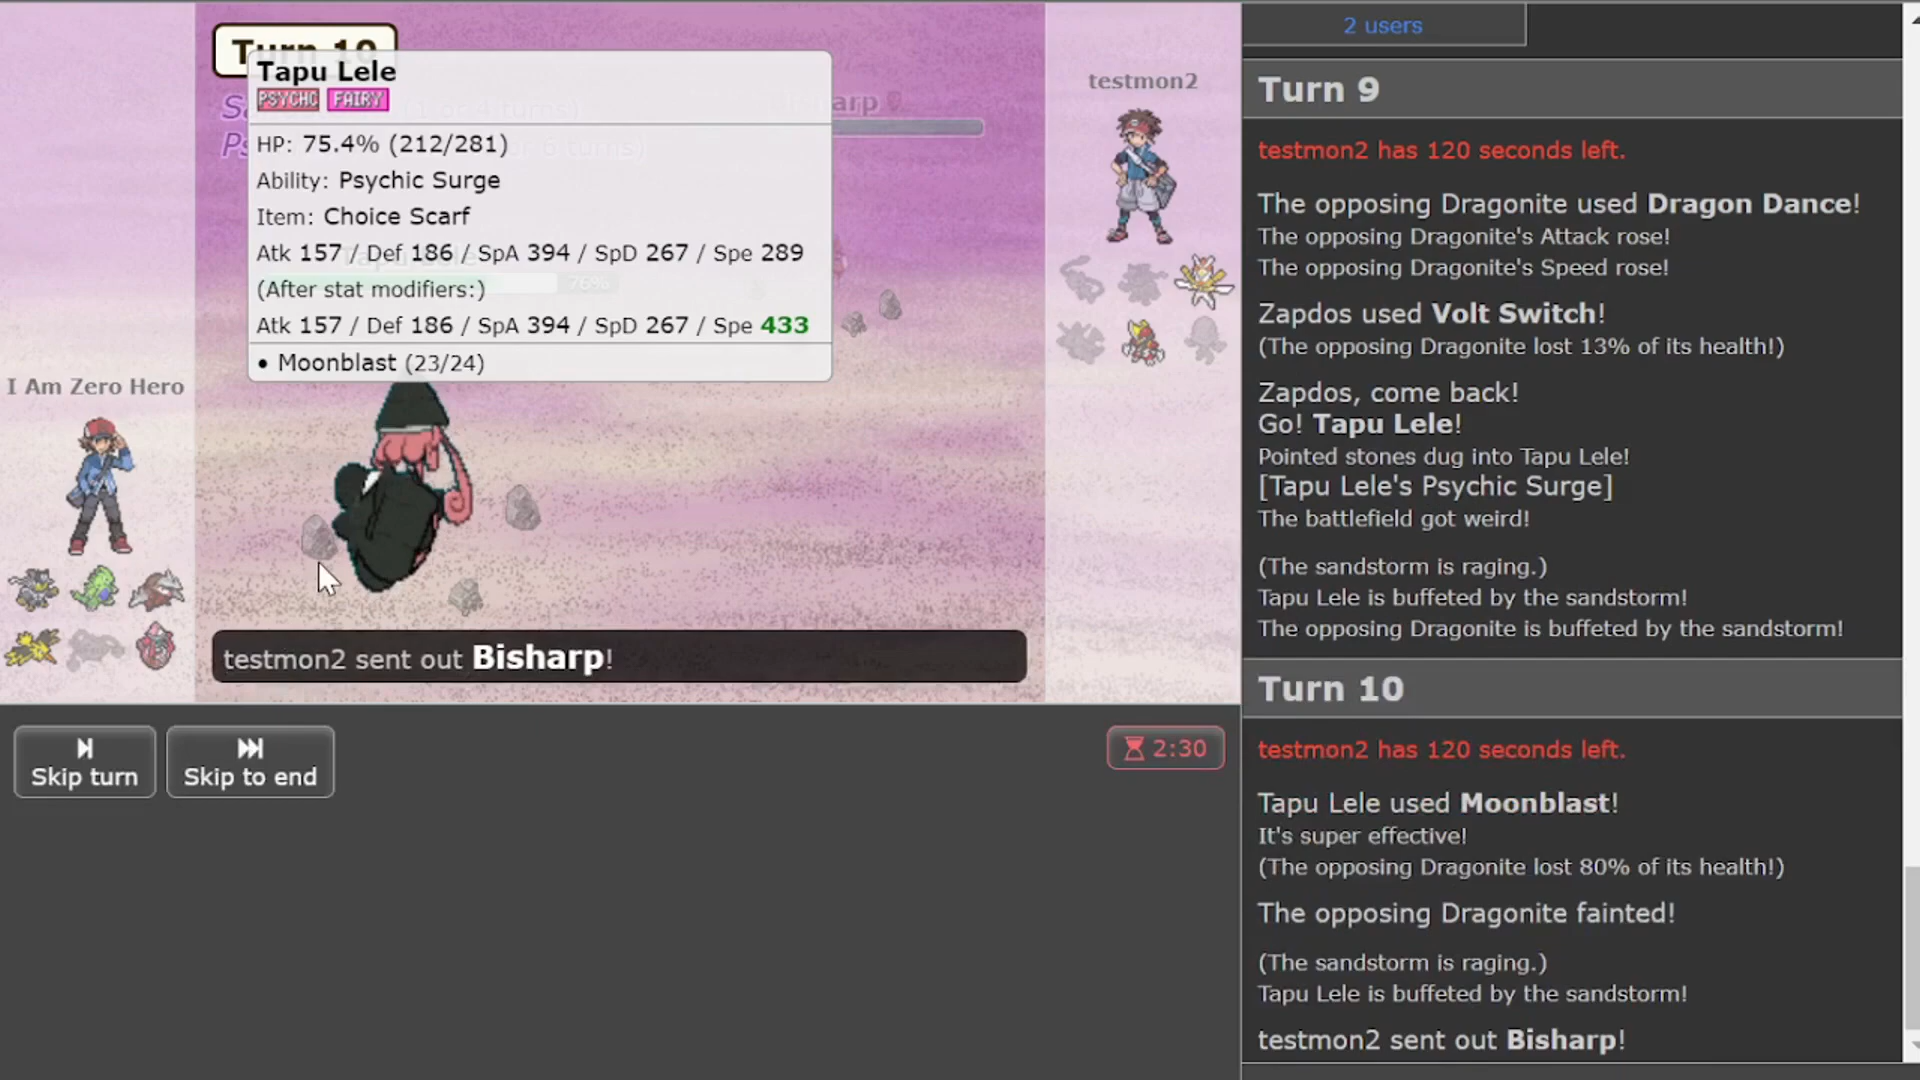 Turn 10
Tapu Lele
PSYCHC FAIRY
HP: 75.4% (212/281)
Ability: Psychic Surge
Item: Choice Scarf
Atk 157 / Def 186 / SpA 394 / SpD 267 / Spe 289
76%
(After stat modifiers:)
Atk 157 / Def 186 / SpA 394 / SpD 267 / Spe 433
• Moonblast (23/24)
I Am Zero Hero
testmon2
testmon2 sent out Bisharp!
Skip turn
Skip to end
2:30
2 users
Turn 9
testmon2 has 120 seconds left.
The opposing Dragonite used Dragon Dance!
The opposing Dragonite's Attack rose!
The opposing Dragonite's Speed rose!
Zapdos used Volt Switch!
(The opposing Dragonite lost 13% of its health!)
Zapdos, come back!
Go! Tapu Lele!
Pointed stones dug into Tapu Lele!
[Tapu Lele's Psychic Surge]
The battlefield got weird!
(The sandstorm is raging.)
Tapu Lele is buffeted by the sandstorm!
The opposing Dragonite is buffeted by the sandstorm!
Turn 10
testmon2 has 120 seconds left.
Tapu Lele used Moonblast!
It's super effective!
(The opposing Dragonite lost 80% of its health!)
The opposing Dragonite fainted!
(The sandstorm is raging.)
Tapu Lele is buffeted by the sandstorm!
testmon2 sent out Bisharp!